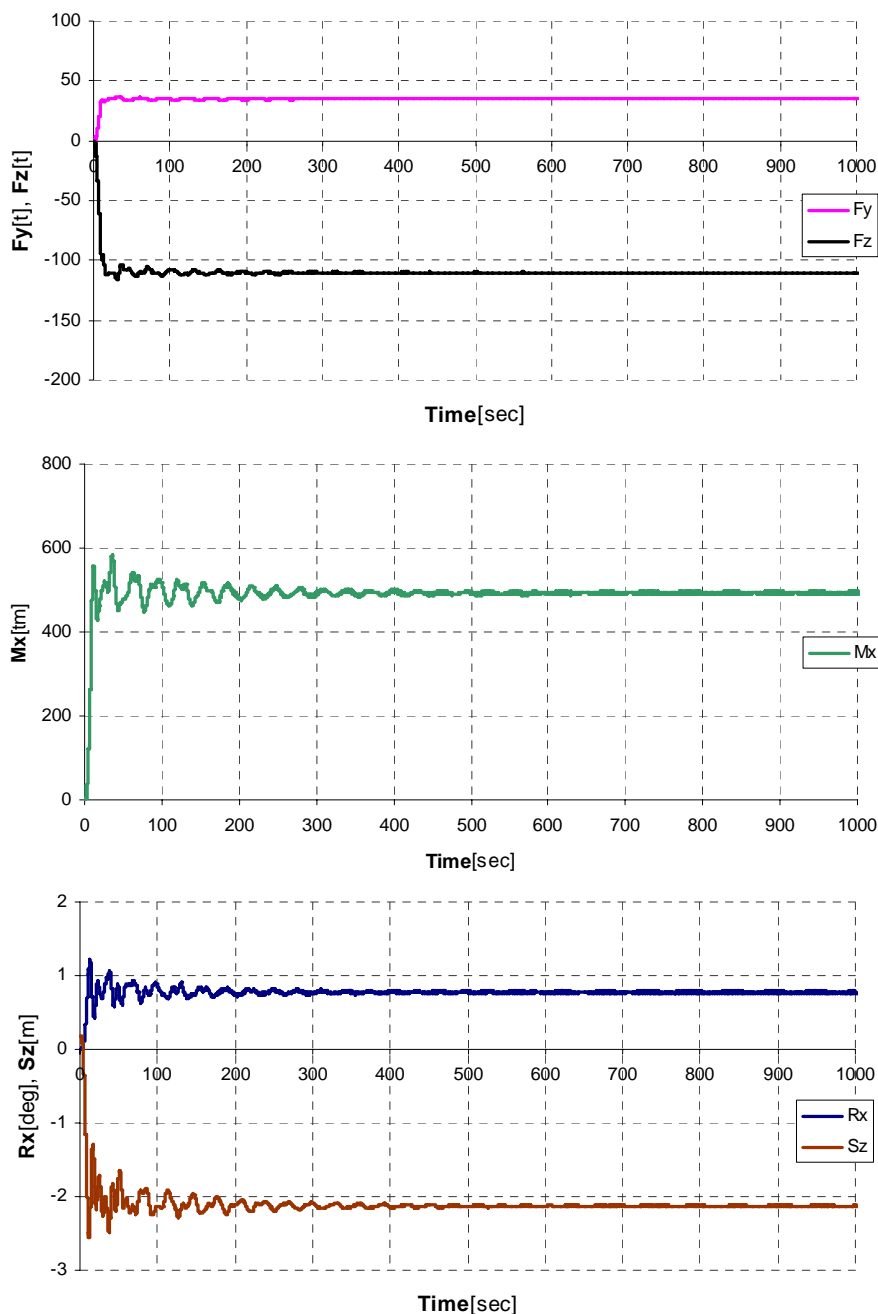 100
50
0
-50
-100
-150
-200
0 100 200 300 400 500 600 700 800 900 1000
Fy[t], Fz[t]
Fy
Fz
Time[sec]
800
600
400
200
0
0 100 200 300 400 500 600 700 800 900 1000
Mx[tm]
Mx
Time[sec]
2
1
0
-1
-2
-3
0 100 200 300 400 500 600 700 800 900 1000
Rx[deg], Sz[m]
Rx
Sz
Time[sec]